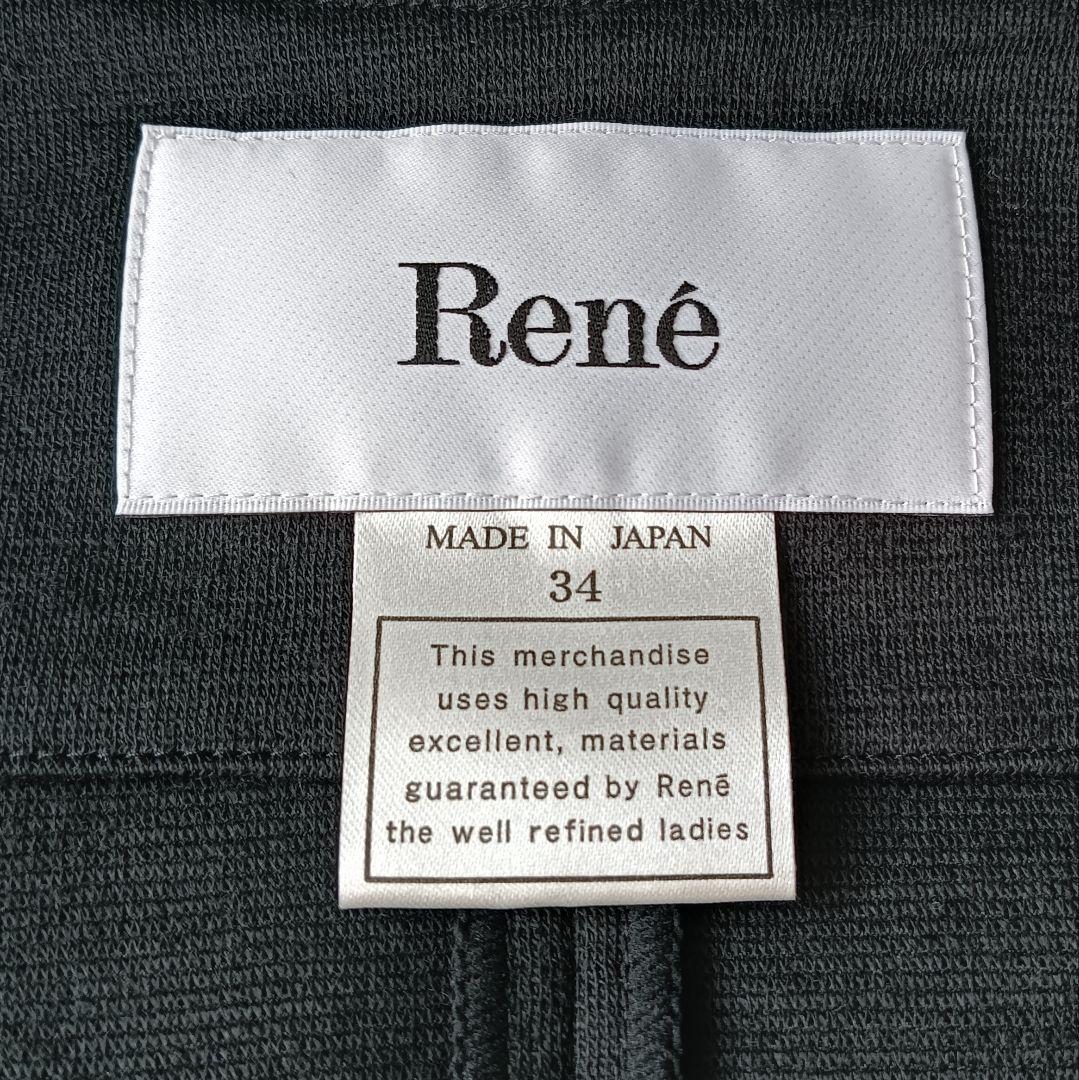 René
MADE IN JAPAN
34
This merchandise
uses high quality
excellent, materials
guaranteed by Renē
the well refined ladies